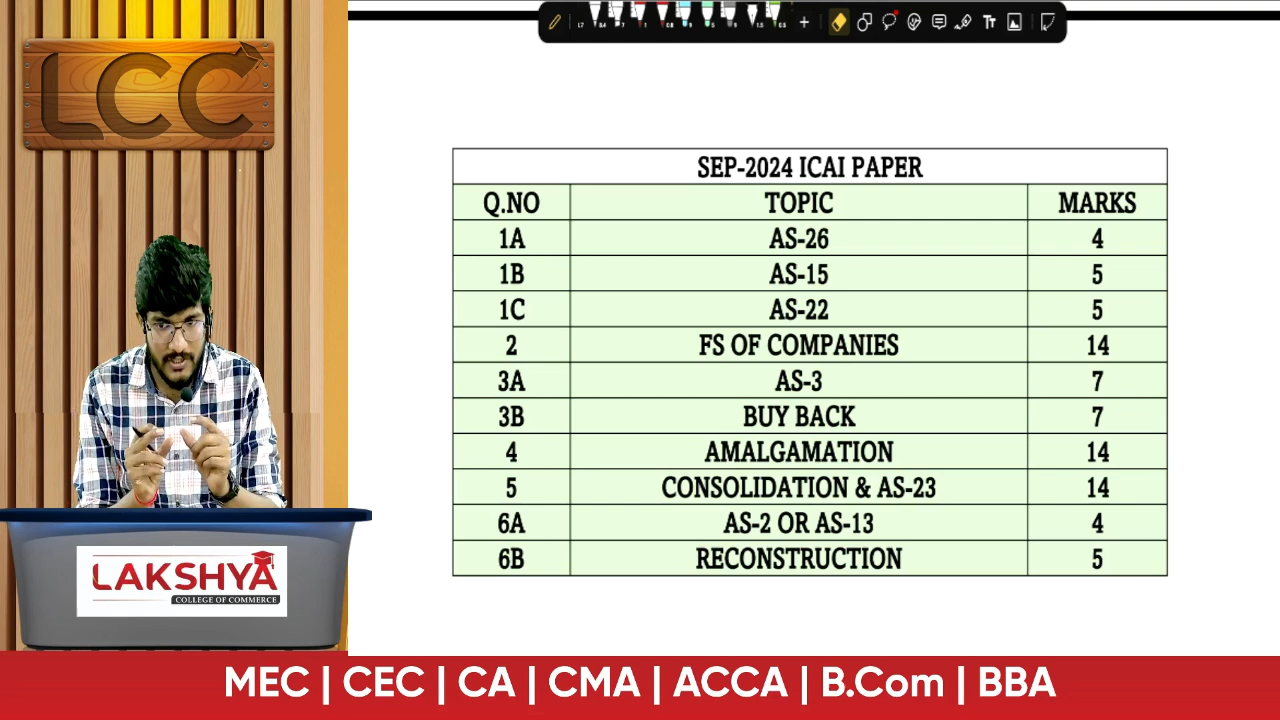 LCC
SEP-2024 ICAI PAPER
Q.NO TOPIC MARKS
1A AS-26 4
1B AS-15 5
1C AS-22 5
2 FS OF COMPANIES 14
3A AS-3 7
3B BUY BACK 7
4 AMALGAMATION 14
5 CONSOLIDATION & AS-23 14
6A AS-2 OR AS-13 4
6B RECONSTRUCTION 5
LAKSHYA
COLLEGE OF COMMERCE
MEC | CEC | CA | CMA | ACCA | B.Com | BBA